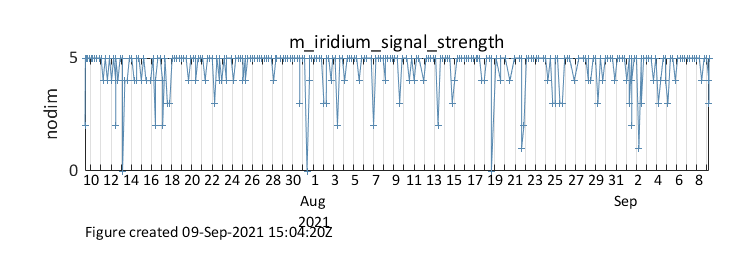 m_iridium_signal_strength
5
nodim
0
10 12 14 16 18 20 22 24 26 28 30 1 3 5 7 9 11 13 15 17 19 21 23 25 27 29 31 2 4 6 8
Aug Sep
2021
Figure created 09-Sep-2021 15:04:20Z